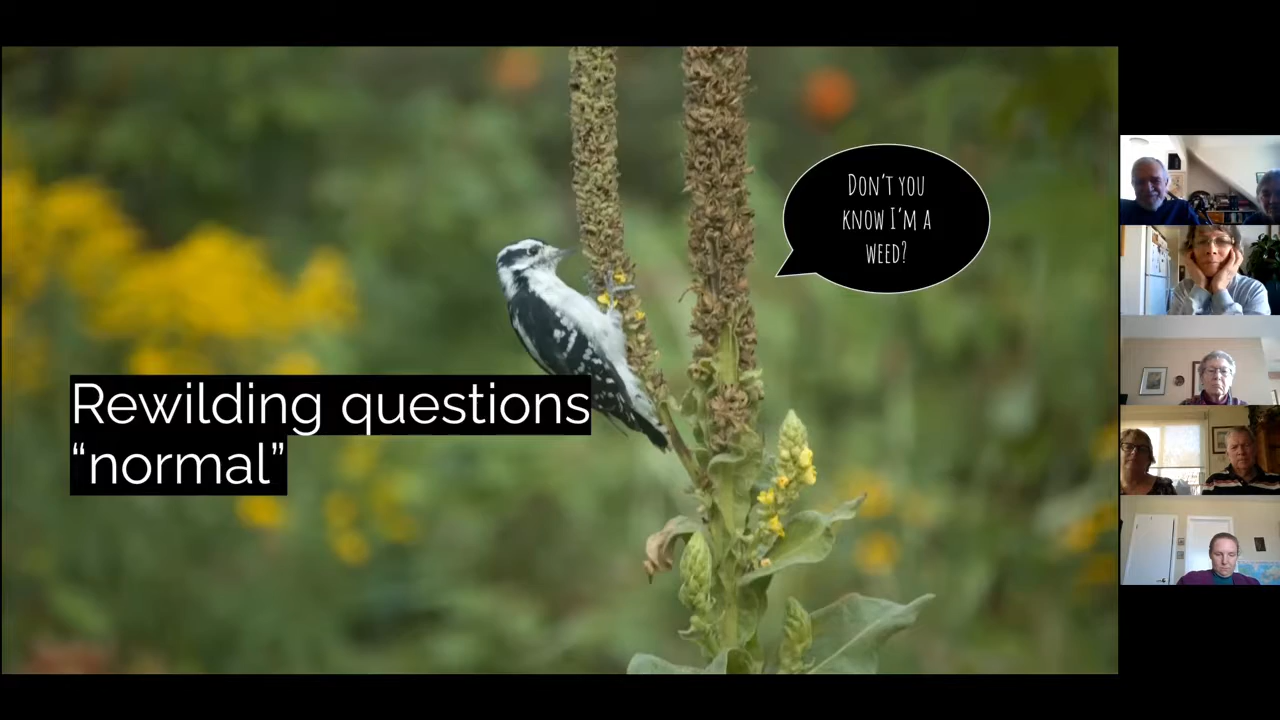 Rewilding questions
“normal”
Don’t you
know I’m a
weed?